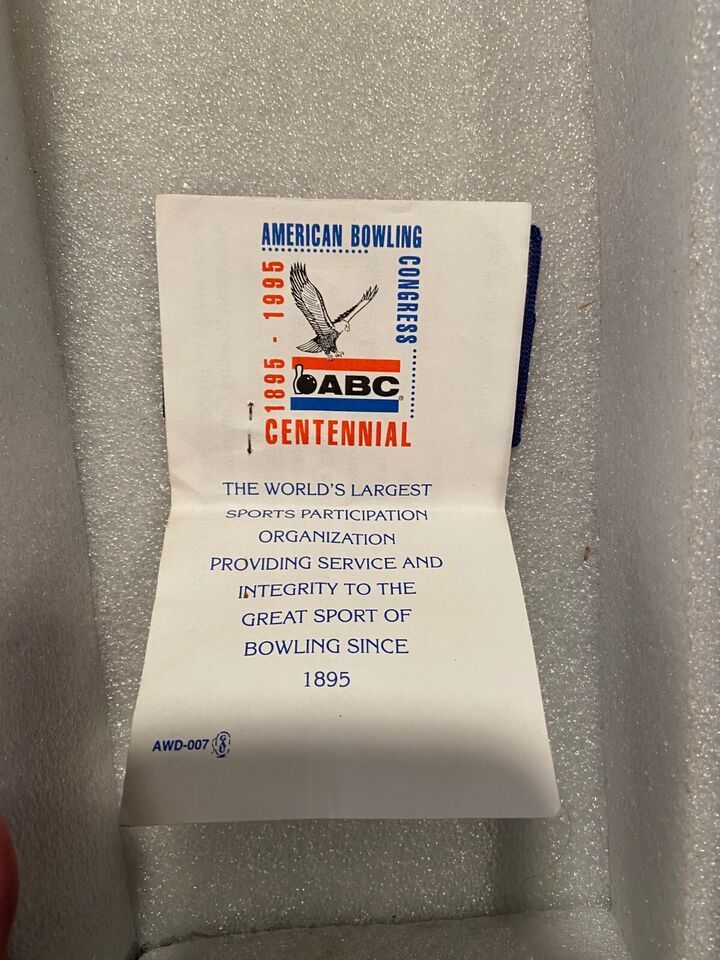 AMERICAN BOWLING
CONGRESS
1895 - 1995
ABC
CENTENNIAL
THE WORLD'S LARGEST
SPORTS PARTICIPATION
ORGANIZATION
PROVIDING SERVICE AND
INTEGRITY TO THE
GREAT SPORT OF
BOWLING SINCE
1895
AWD-007